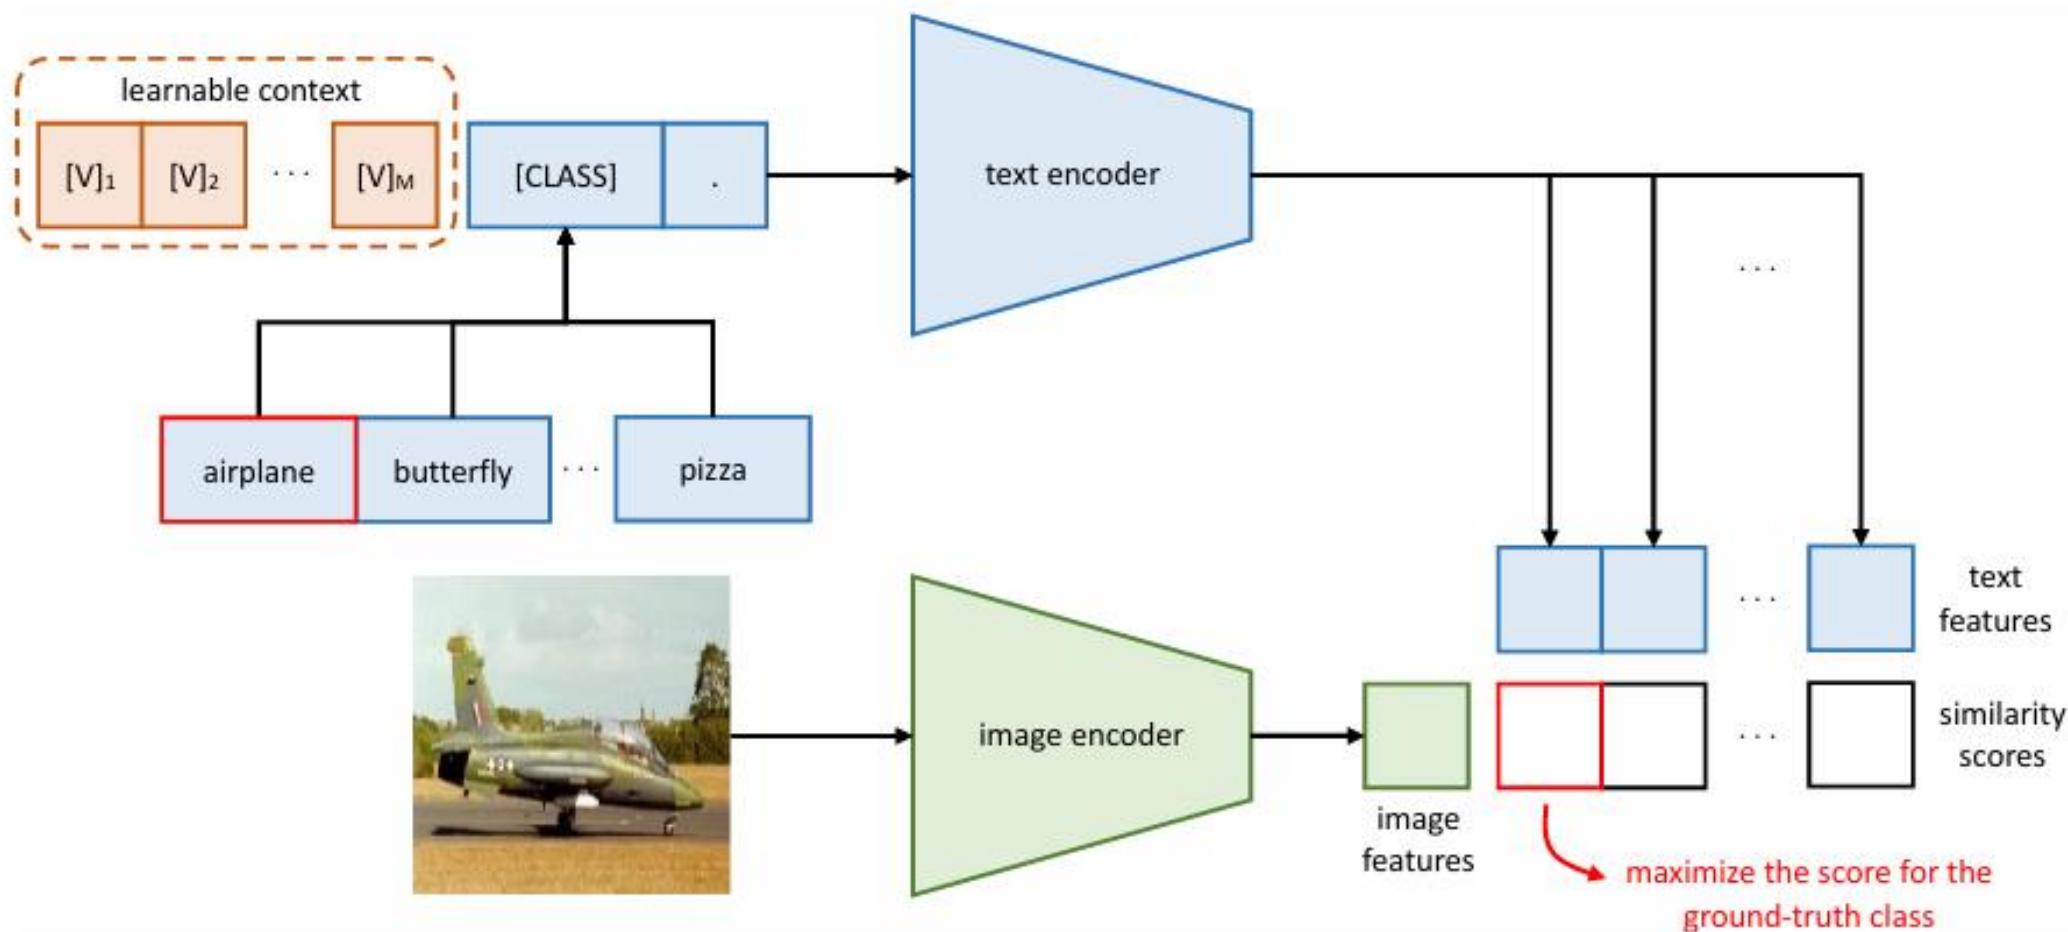 learnable context
[V]₁ [V]₂ ... [V]M [CLASS] .
text encoder
...
airplane butterfly ... pizza
...
text
features
image encoder
similarity
scores
...
image
features
maximize the score for the
ground-truth class